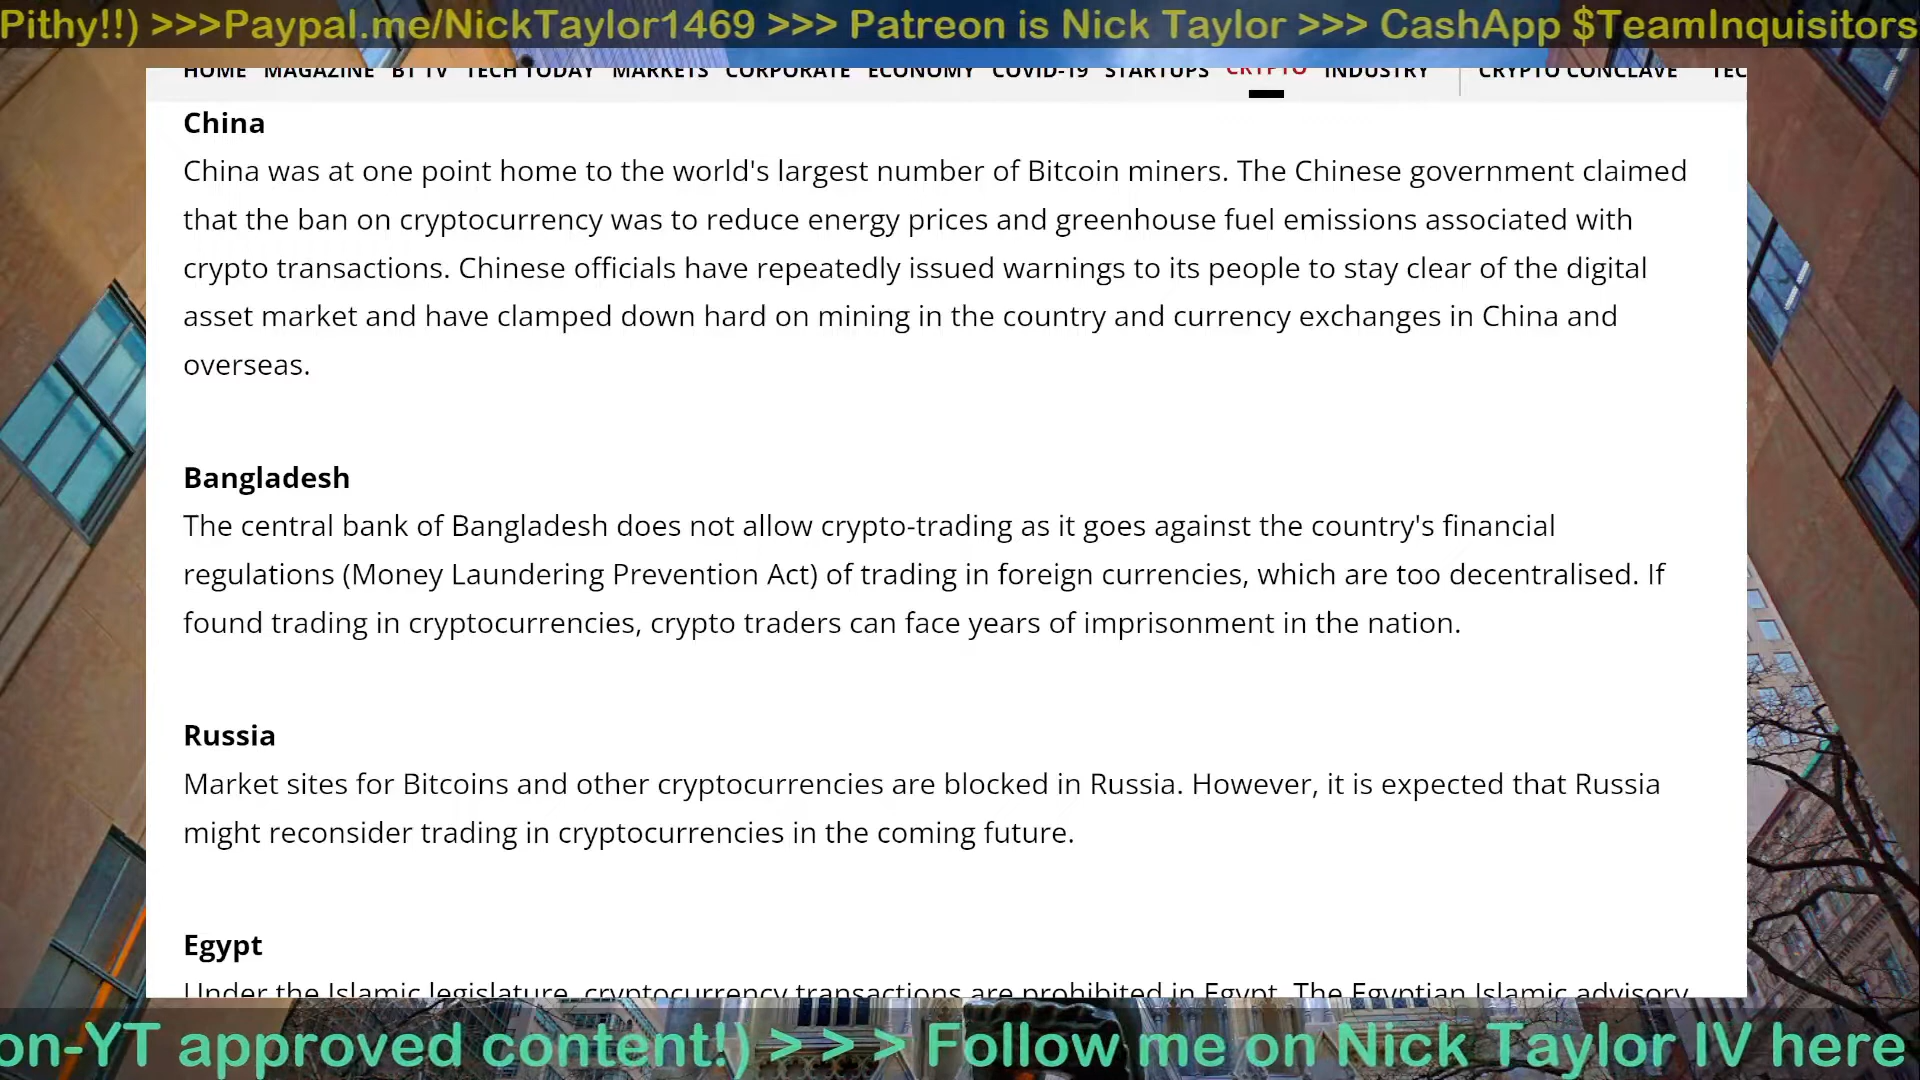 Pithy!!) >>>Paypal.me/NickTaylor1469 >>> Patreon is Nick Taylor >>> CashApp $TeamInquisitors
HOME MAGAZINE BT TV TECH TODAY MARKETS CORPORATE ECONOMY COVID-19 STARTUPS CRYPTO INDUSTRY CRYPTO CONCLAVE TEC
China
China was at one point home to the world's largest number of Bitcoin miners. The Chinese government claimed
that the ban on cryptocurrency was to reduce energy prices and greenhouse fuel emissions associated with
crypto transactions. Chinese officials have repeatedly issued warnings to its people to stay clear of the digital
asset market and have clamped down hard on mining in the country and currency exchanges in China and
overseas.
Bangladesh
The central bank of Bangladesh does not allow crypto-trading as it goes against the country's financial
regulations (Money Laundering Prevention Act) of trading in foreign currencies, which are too decentralised. If
found trading in cryptocurrencies, crypto traders can face years of imprisonment in the nation.
Russia
Market sites for Bitcoins and other cryptocurrencies are blocked in Russia. However, it is expected that Russia
might reconsider trading in cryptocurrencies in the coming future.
Egypt
Under the Islamic legislature, cryptocurrency transactions are prohibited in Egypt. The Egyptian Islamic advisory
on-YT approved content!) > > > Follow me on Nick Taylor IV here